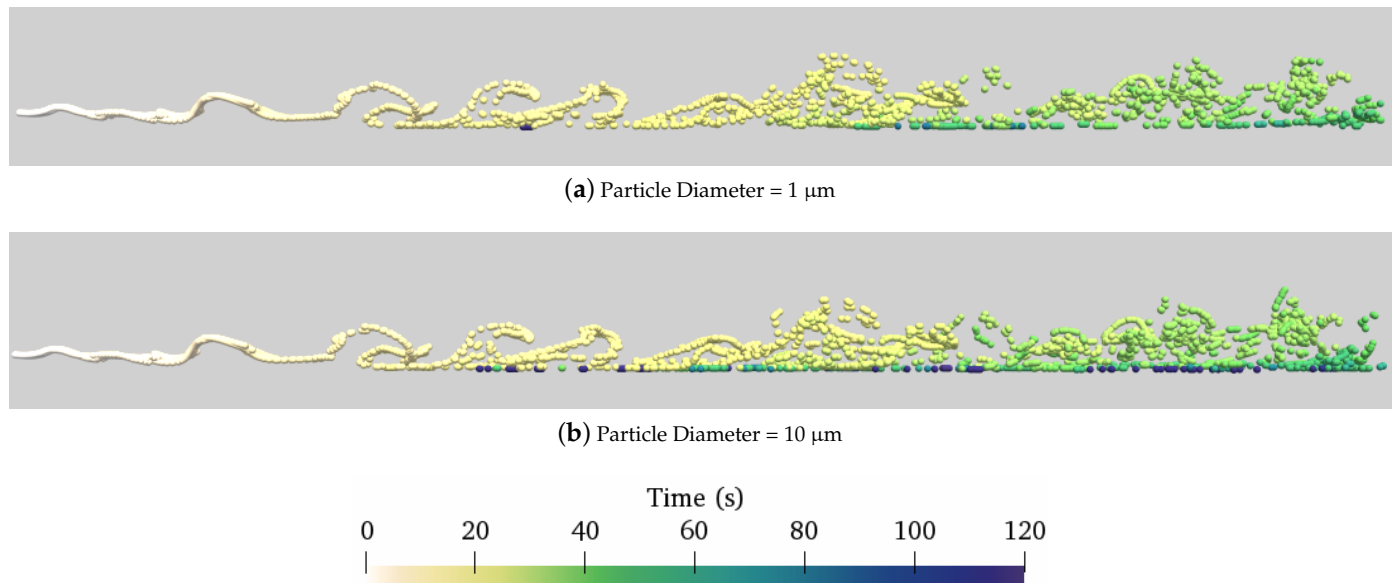 (a) Particle Diameter = 1 μm
(b) Particle Diameter = 10 μm
Time (s)
0 20 40 60 80 100 120